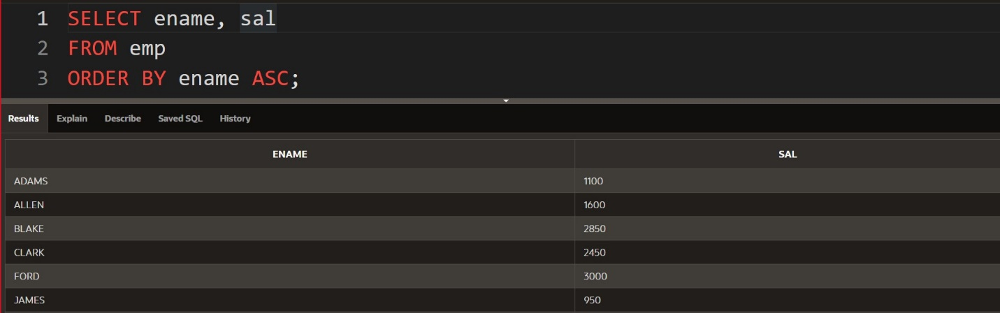 1 SELECT ename, sal
2 FROM emp
3 ORDER BY ename ASC;
Results Explain Describe Saved SQL History
ENAME SAL
ADAMS 1100
ALLEN 1600
BLAKE 2850
CLARK 2450
FORD 3000
JAMES 950